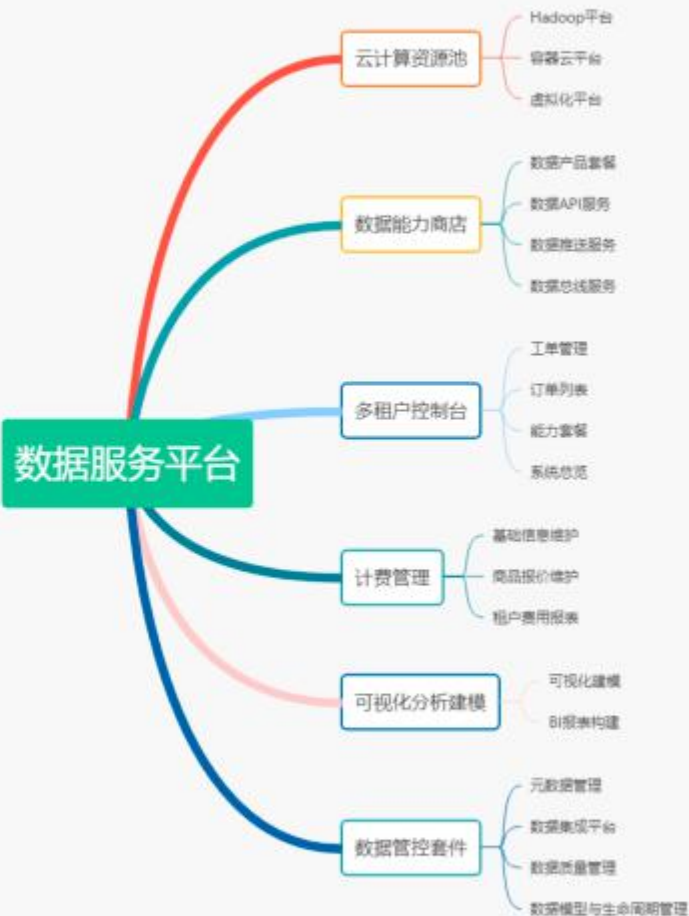 数据服务平台
云计算资源池
Hadoop平台
容器云平台
虚拟化平台
数据能力商店
数据产品套餐
数据API服务
数据推送服务
数据总线服务
多租户控制台
工单管理
订单列表
能力套餐
系统总览
计费管理
基础信息维护
商品报价维护
租户费用报表
可视化分析建模
可视化建模
BI报表构建
数据管控套件
元数据管理
数据集成平台
数据质量管理
数据模型与生命周期管理